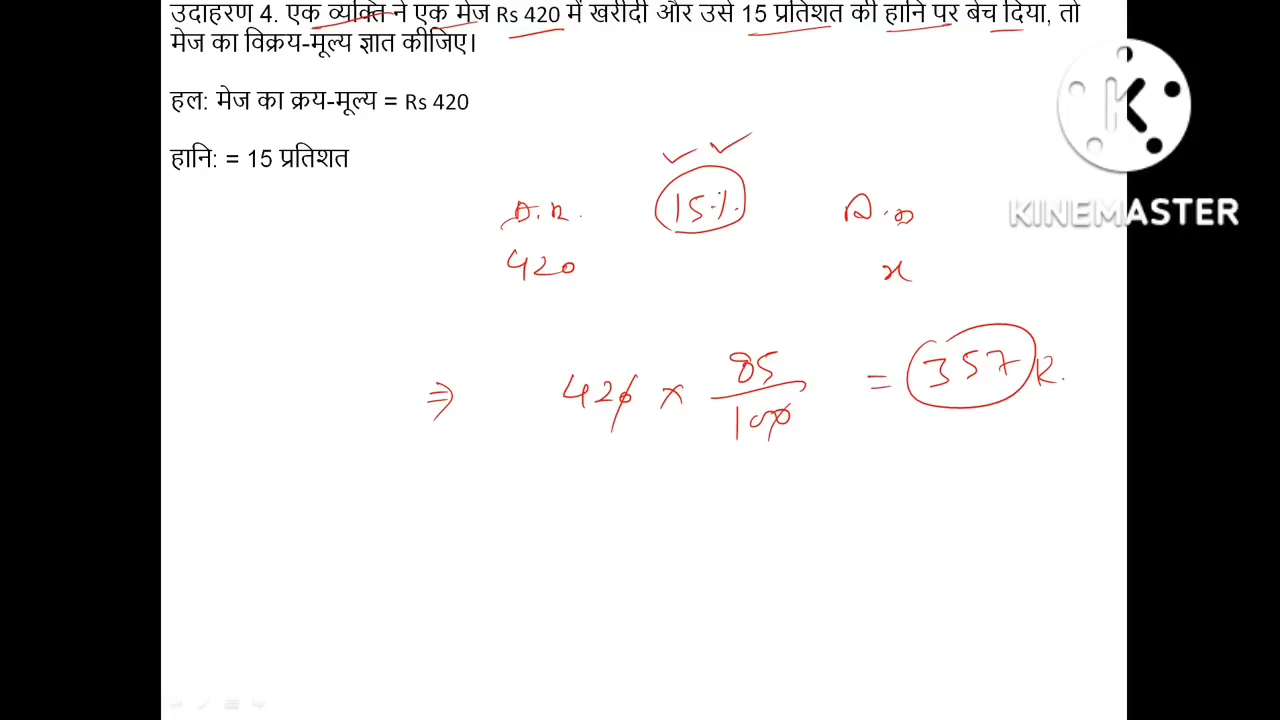 उदाहरण 4. एक व्यक्ति ने एक मेज Rs 420 में खरीदी और उसे 15 प्रतिशत की हानि पर बेच दिया, तो
मेज का विक्रय-मूल्य ज्ञात कीजिए।
हल: मेज का क्रय-मूल्य = Rs 420
हानि: = 15 प्रतिशत
KINEMASTER
15%
420 x
⇒ 420 × 85/100 = 357 R.